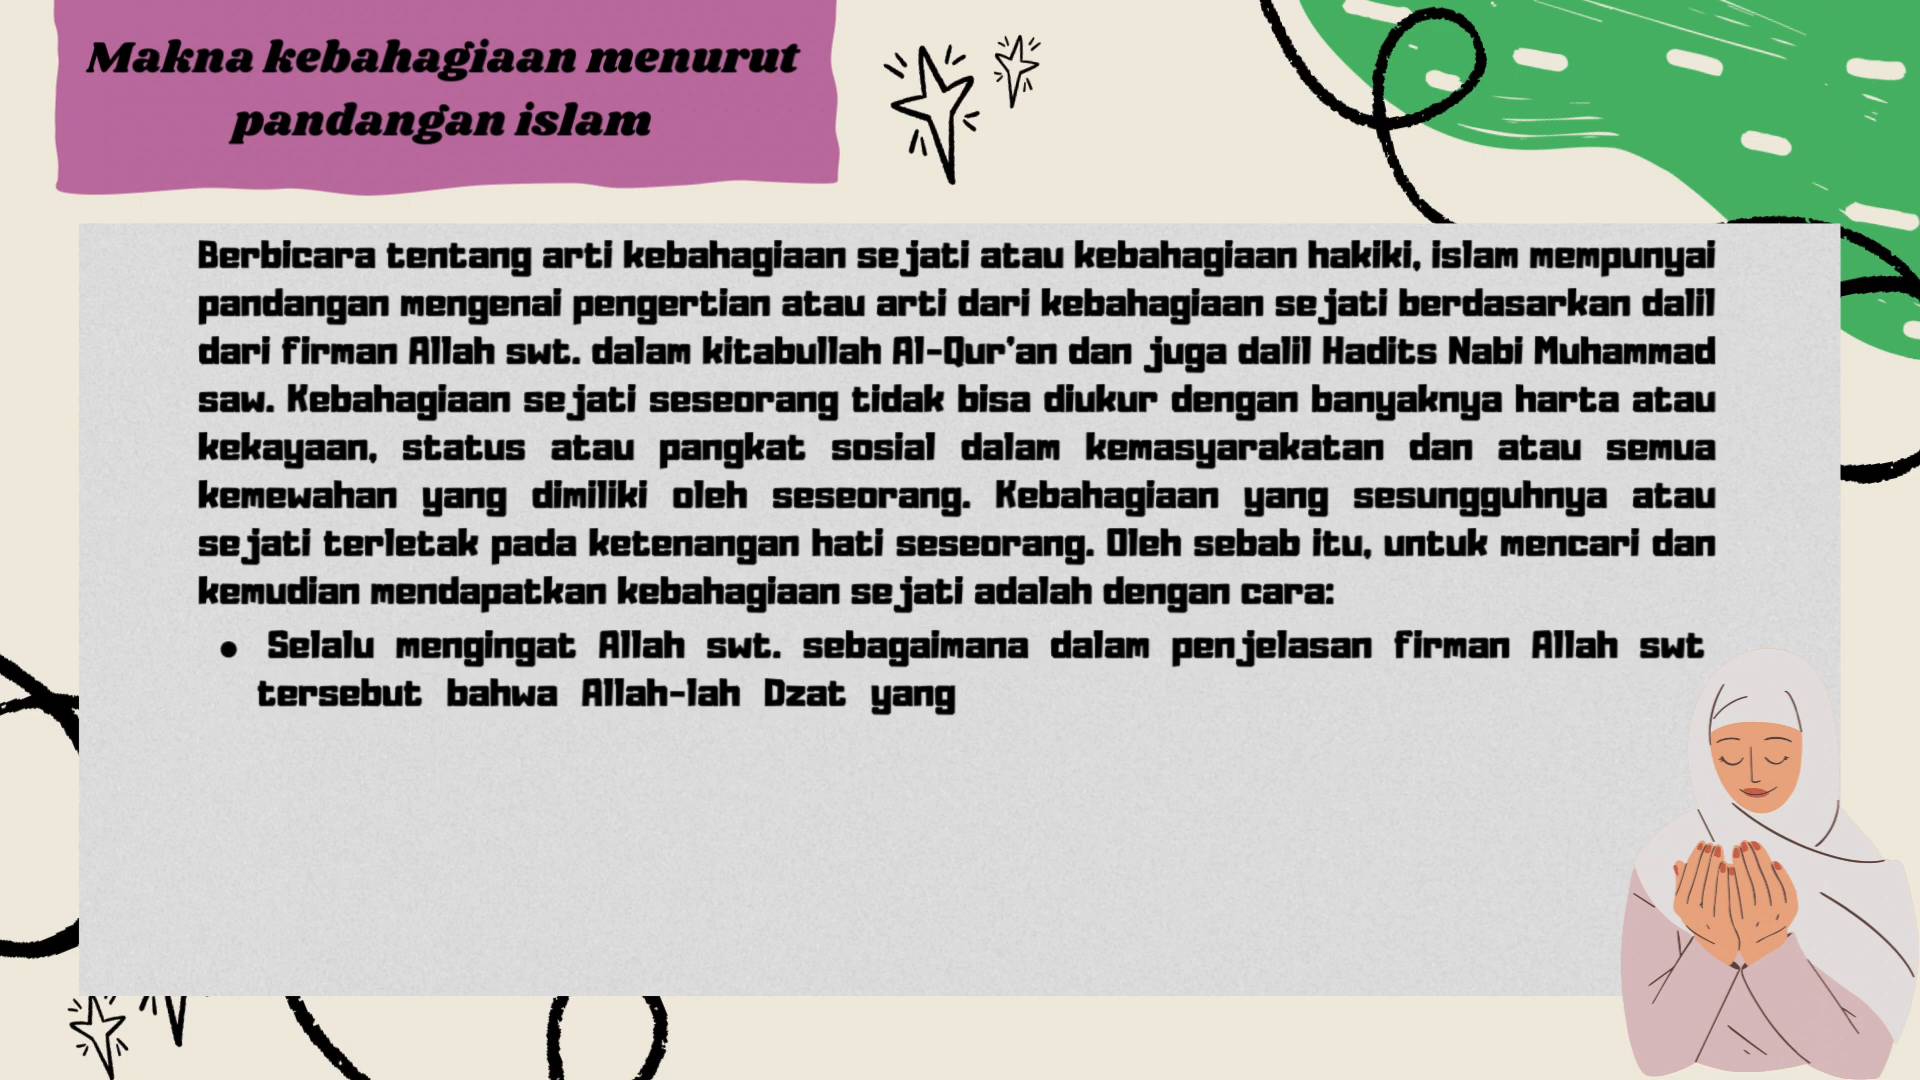 Makna kebahagiaan menurut
pandangan islam
Berbicara tentang arti kebahagiaan sejati atau kebahagiaan hakiki, islam mempunyai
pandangan mengenai pengertian atau arti dari kebahagiaan sejati berdasarkan dalil
dari firman Allah swt. dalam kitabullah Al-Qur'an dan juga dalil Hadits Nabi Muhammad
saw. Kebahagiaan sejati seseorang tidak bisa diukur dengan banyaknya harta atau
kekayaan, status atau pangkat sosial dalam kemasyarakatan dan atau semua
kemewahan yang dimiliki oleh seseorang. Kebahagiaan yang sesungguhnya atau
sejati terletak pada ketenangan hati seseorang. Oleh sebab itu, untuk mencari dan
kemudian mendapatkan kebahagiaan sejati adalah dengan cara:
• Selalu mengingat Allah swt. sebagaimana dalam penjelasan firman Allah swt
tersebut bahwa Allah-lah Dzat yang